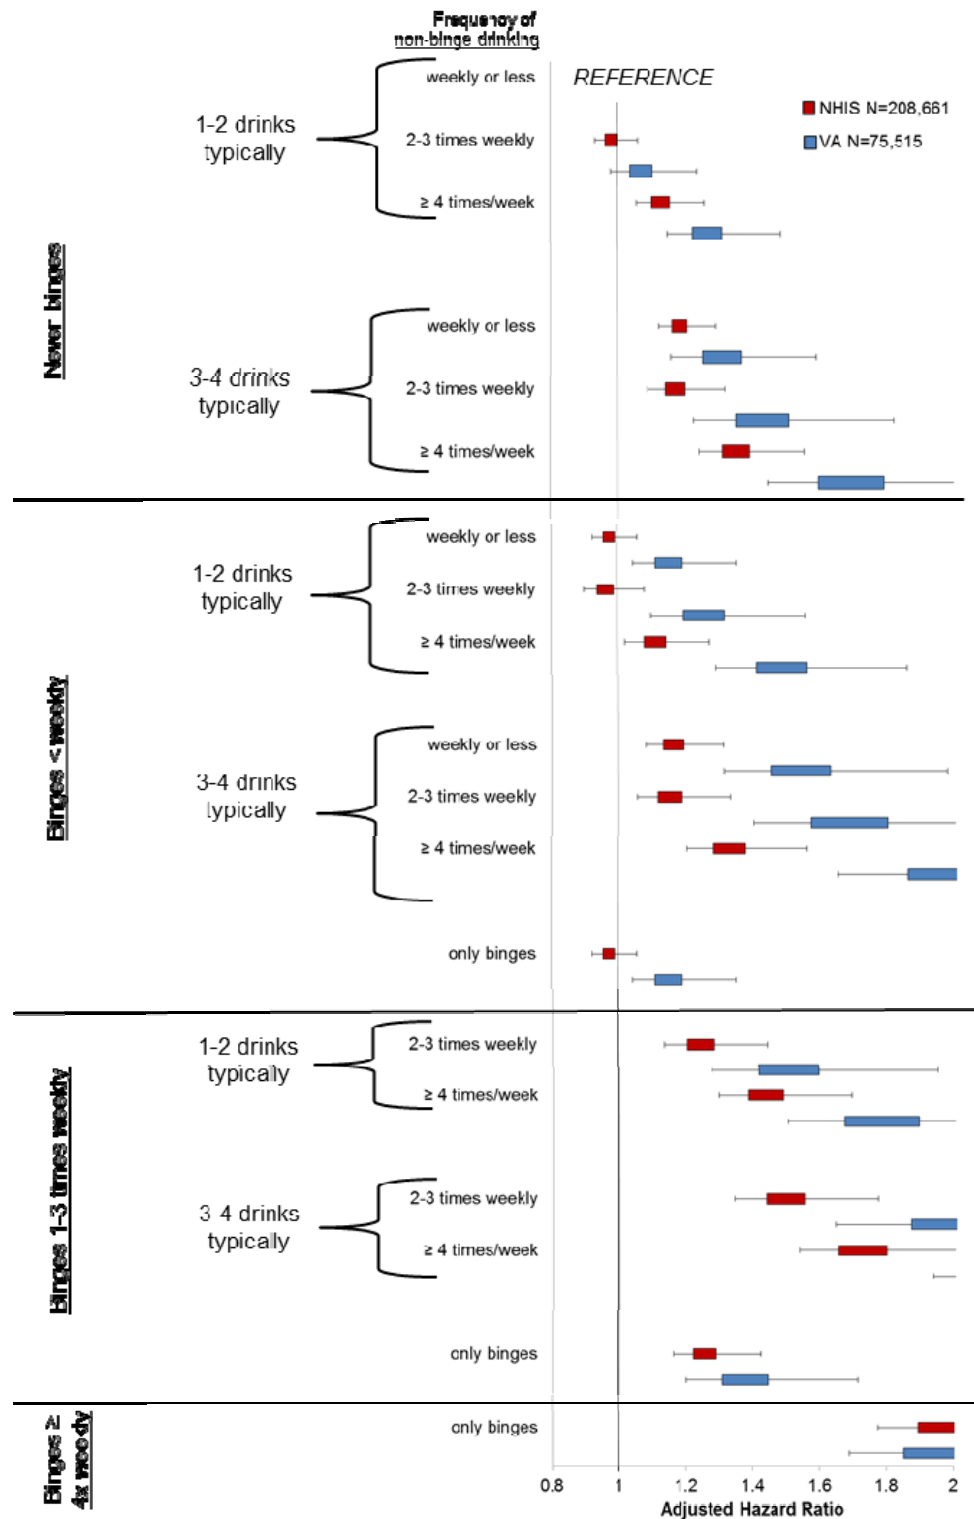 Frequency of
non-binge drinking
weekly or less
REFERENCE
NHIS N=208,661
1-2 drinks
typically
2-3 times weekly
VA N=75,515
≥ 4 times/week
Never binges
weekly or less
3-4 drinks
typically
2-3 times weekly
≥ 4 times/week
weekly or less
1-2 drinks
typically
2-3 times weekly
≥ 4 times/week
Binges < weekly
weekly or less
3-4 drinks
typically
2-3 times weekly
≥ 4 times/week
only binges
1-2 drinks
typically
2-3 times weekly
≥ 4 times/week
Binges 1-3 times weekly
2-3 times weekly
3-4 drinks
typically
≥ 4 times/week
only binges
Binges ≥
4x weekly
only binges
0.8 1 1.2 1.4 1.6 1.8 2
Adjusted Hazard Ratio